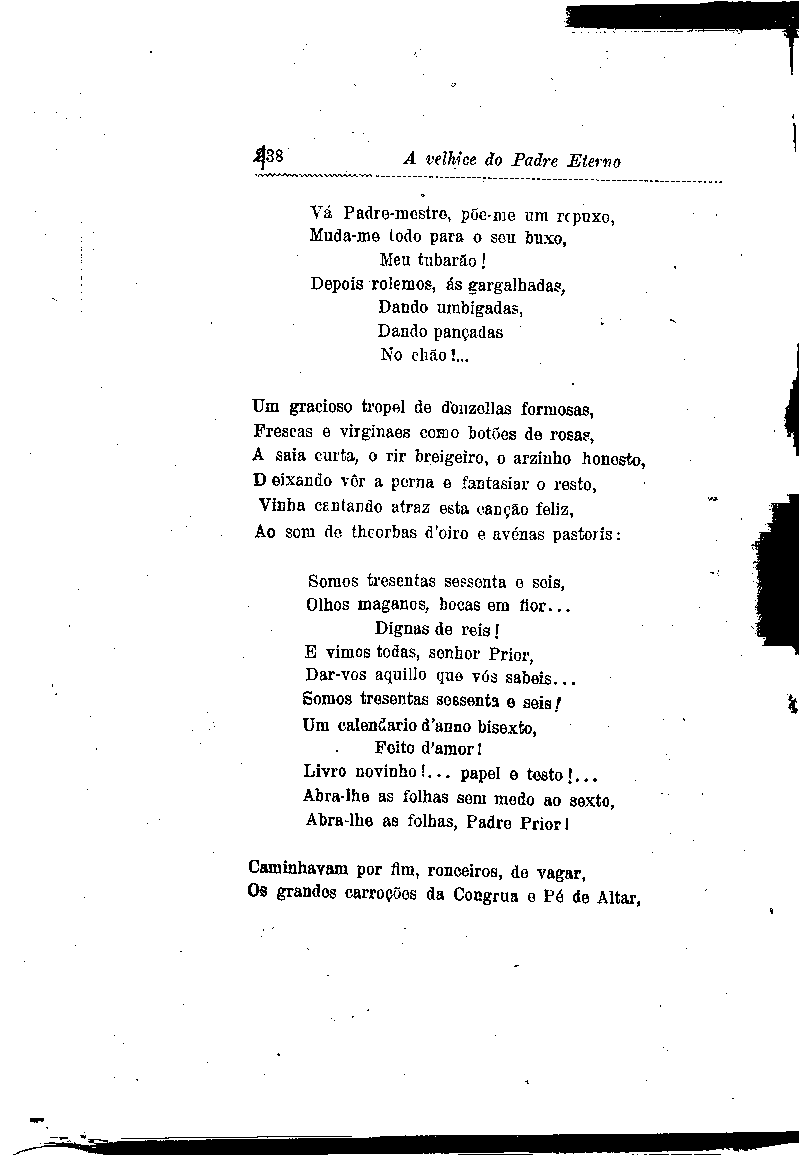 238 A velhice do Padre Eterno
Vá Padre-mestre, põe-me um repuxo,
Muda-me todo para o seu buxo,
Meu tubarão!
Depois rolemos, ás gargalhadas,
Dando umbigadas,
Dando pançadas
No chão!...
Um gracioso tropel de donzellas formosas,
Frescas e virginaes como botões de rosas,
A saia curta, o rir breigeiro, o arzinho honesto,
Deixando vêr a perna e fantasiar o resto,
Vinha cantando atraz esta canção feliz,
Ao som de theorbas d'oiro e avénas pastoris:
Somos tresentas sessenta e seis,
Olhos maganos, bocas em flor...
Dignas de reis!
E vimos todas, senhor Prior,
Dar-vos aquillo que vós sabeis...
Somos tresentas sessenta e seis!
Um calendario d'anno bisexto,
Feito d'amor!
Livro novinho!... papel e testo!...
Abra-lhe as folhas sem medo ao sexto,
Abra-lhe as folhas, Padre Prior!
Caminhavam por fim, ronceiros, de vagar,
Os grandes carroções da Congrua e Pé de Altar,